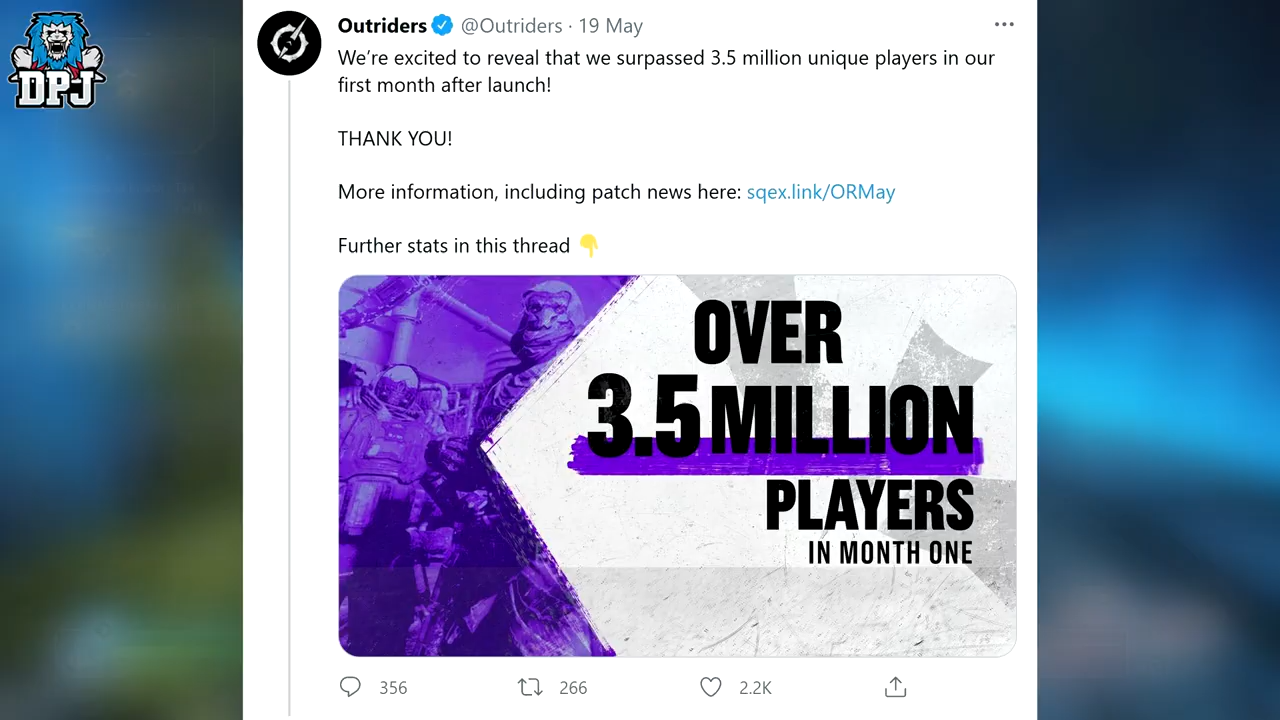 DPJ
Outriders @Outriders · 19 May
We’re excited to reveal that we surpassed 3.5 million unique players in our
first month after launch!
THANK YOU!
More information, including patch news here: sqex.link/ORMay
Further stats in this thread 👇
OVER
3.5 MILLION
PLAYERS
IN MONTH ONE
356 266 2.2K